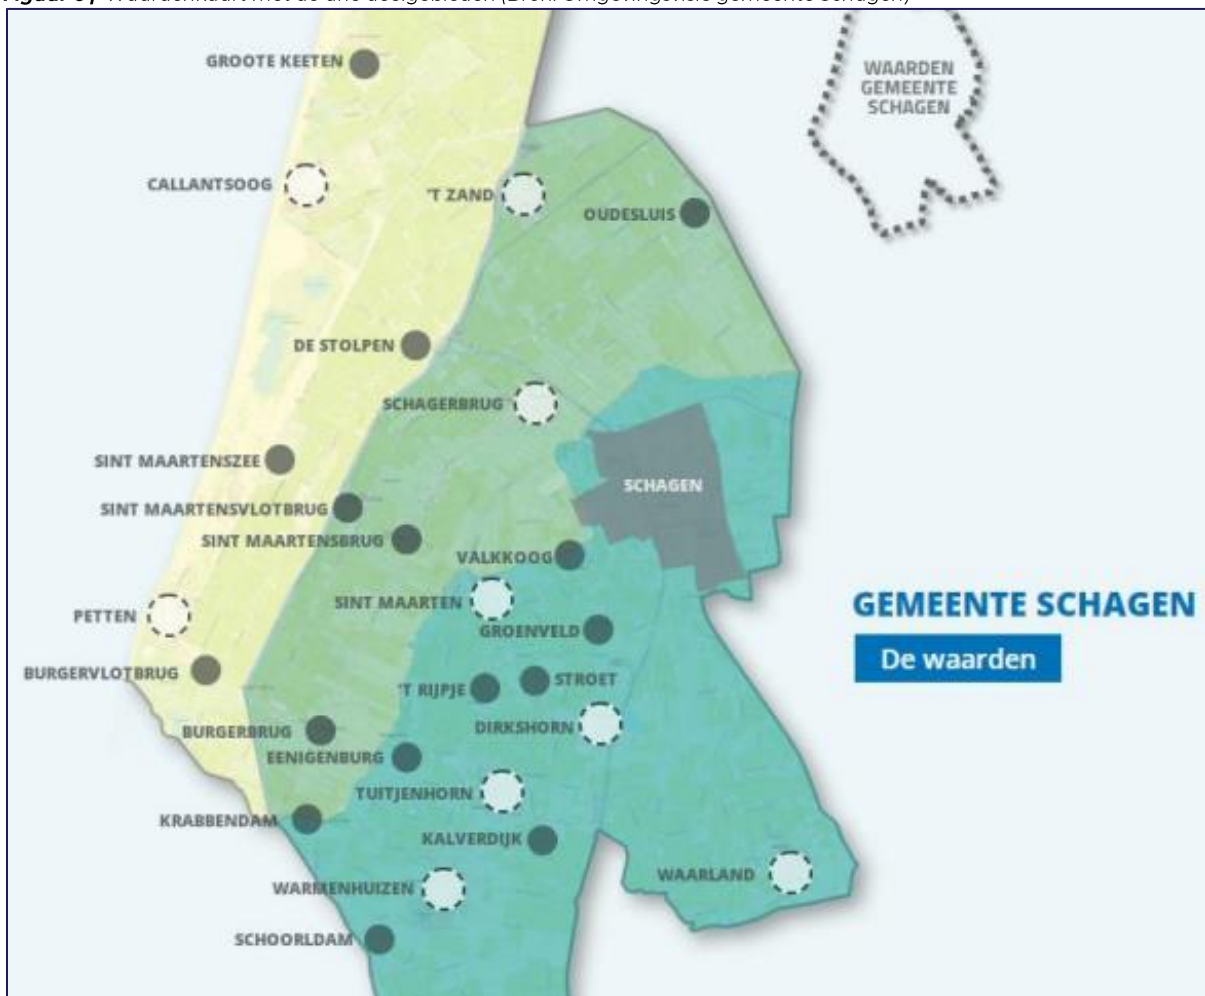 WAARDEN
GEMEENTE
SCHAGEN
GROOTE KEETEN
CALLANTSOOG
'T ZAND
OUDESLUIS
DE STOLPEN
SCHAGERBRUG
SINT MAARTENSZEE
SCHAGEN
SINT MAARTENSVLOTBRUG
SINT MAARTENSBRUG
VALKKOOG
SINT MAARTEN
GEMEENTE SCHAGEN
PETTEN
GROENVELD
De waarden
BURGERVLOTBRUG
'T RIJPJE
STROET
DIRKSHORN
BURGERBRUG
EENIGENBURG
TUITJENHORN
KRABBENDAM
KALVERDIJK
WAARLAND
WARMENHUIZEN
SCHOORLDAM